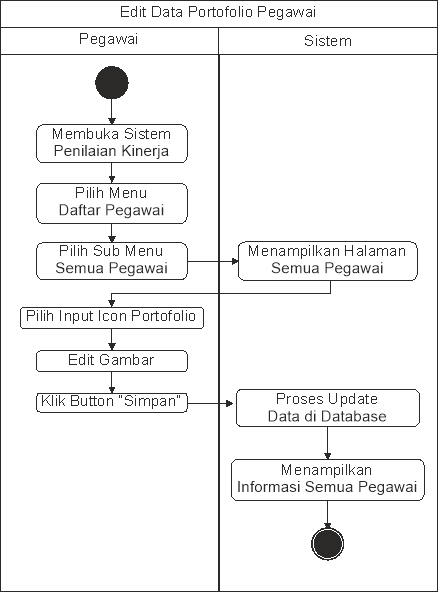 Edit Data Portofolio Pegawai
Pegawai
Sistem
Membuka Sistem
Penilaian Kinerja
Pilih Menu
Daftar Pegawai
Pilih Sub Menu
Semua Pegawai
Menampilkan Halaman
Semua Pegawai
Pilih Input Icon Portofolio
Edit Gambar
Klik Button “Simpan”
Proses Update
Data di Database
Menampilkan
Informasi Semua Pegawai